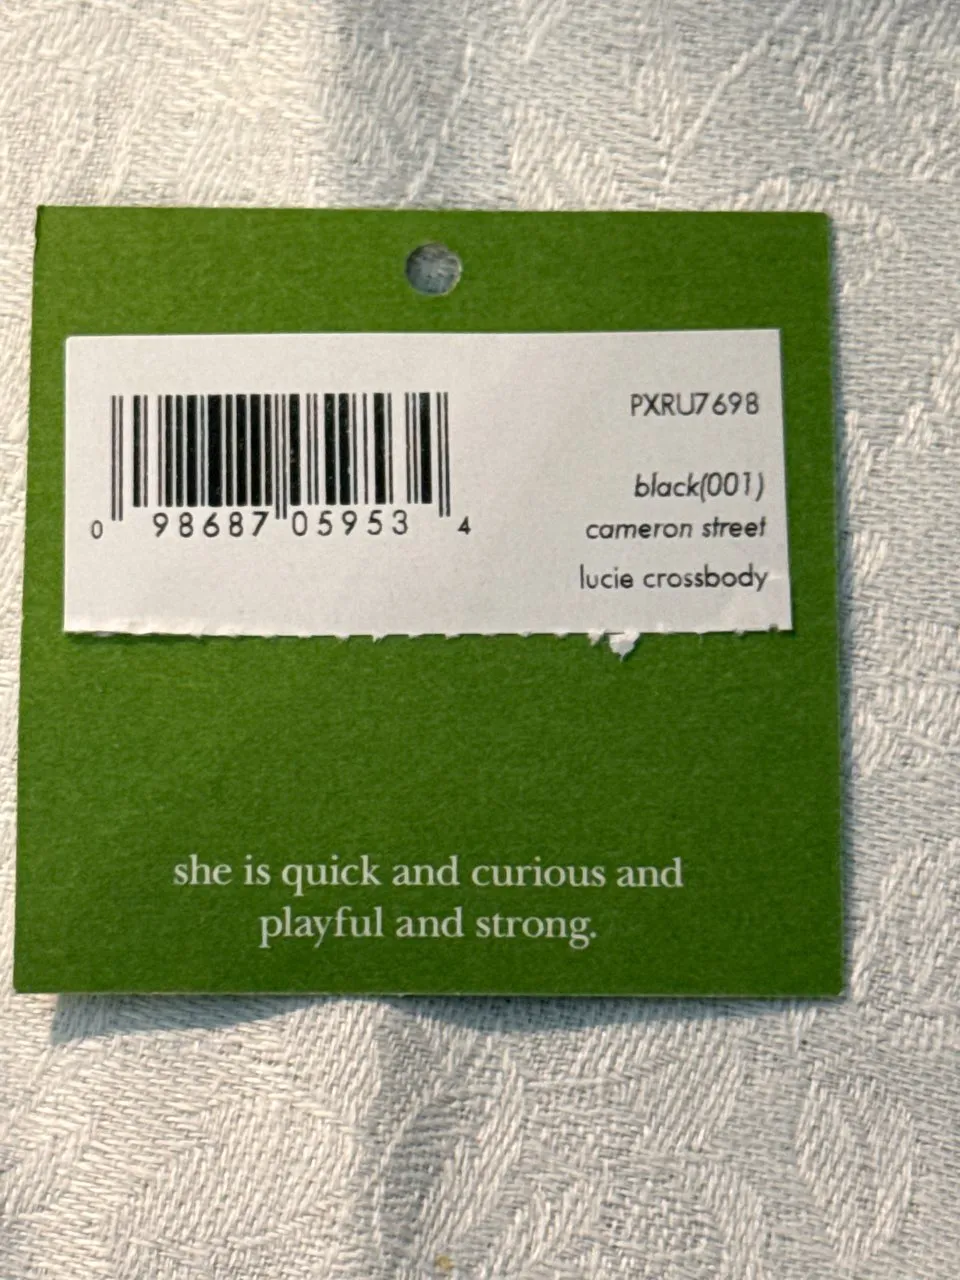 PXRU7698
black(001)
cameron street
lucie crossbody
0 98687 05953 4
she is quick and curious and
playful and strong.